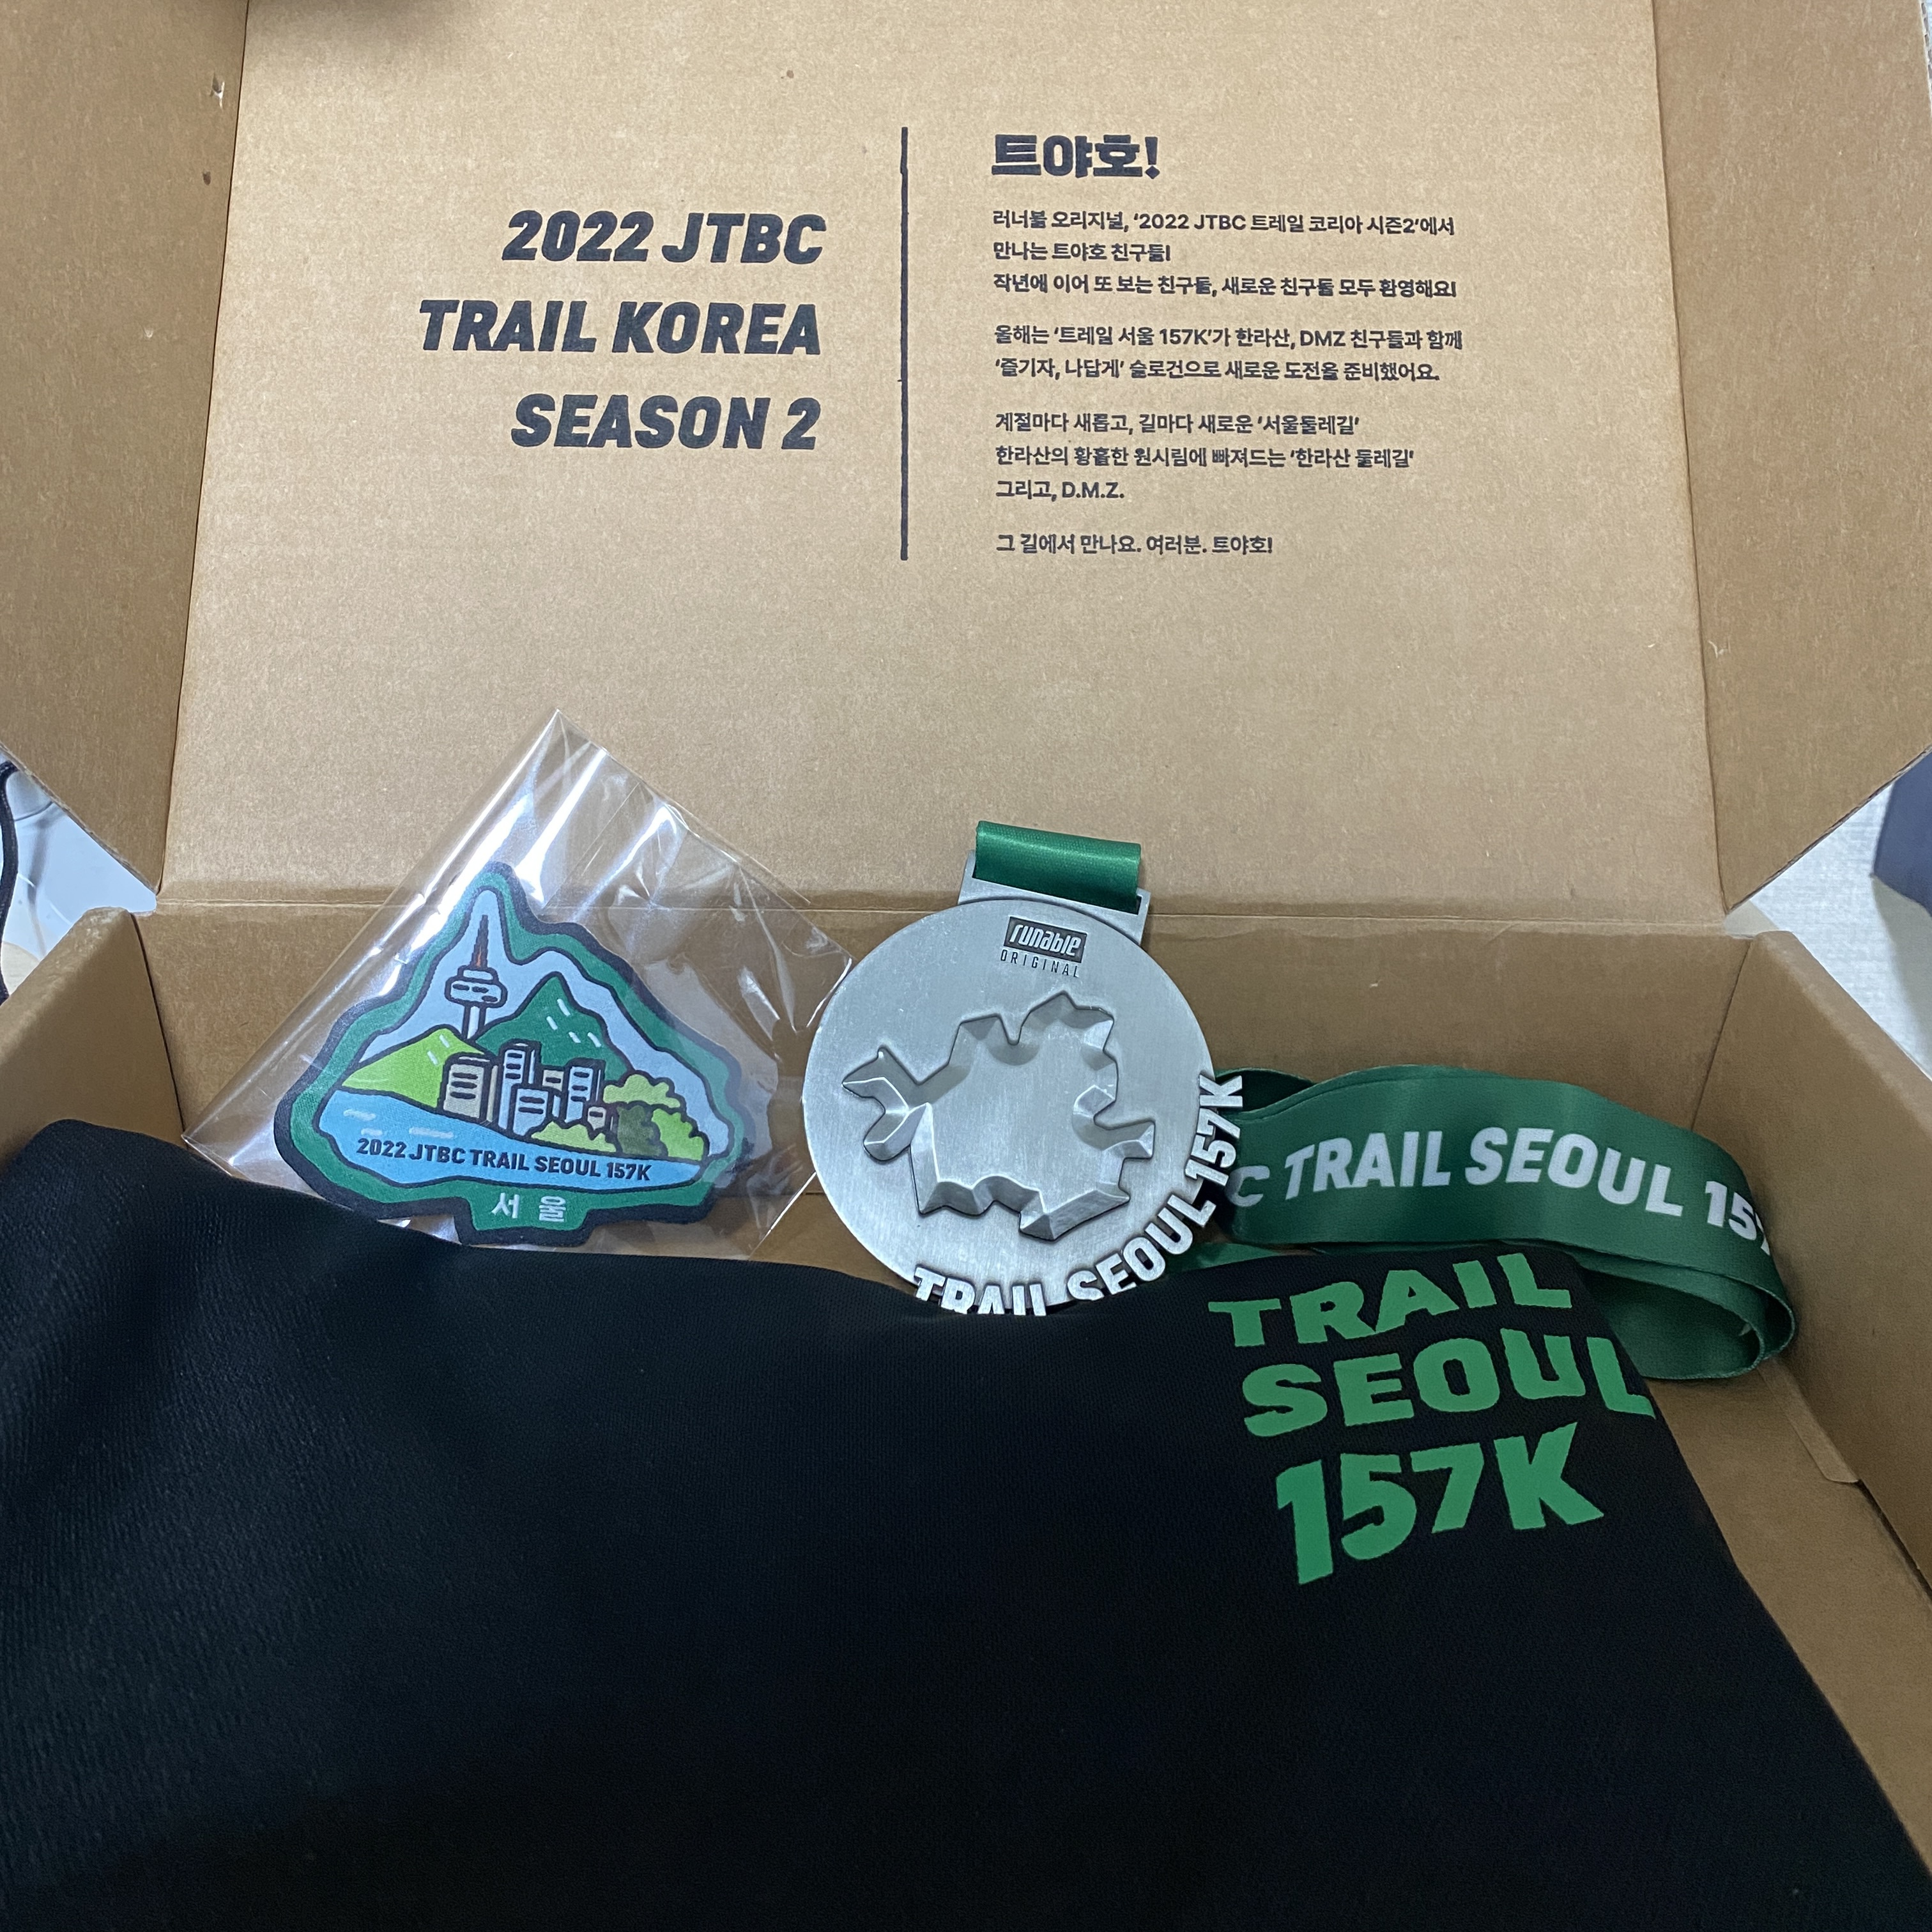 2022 JTBC
TRAIL KOREA
SEASON 2
트야호!
러너블 오리지널, ‘2022 JTBC 트레일 코리아 시즌2’에서
만나는 트야호 친구들!
작년에 이어 또 보는 친구들, 새로운 친구들 모두 환영해요!
올해는 ‘트레일 서울 157K’가 한라산, DMZ 친구들과 함께
‘즐기자, 나답게’ 슬로건으로 새로운 도전을 준비했어요.
계절마다 새롭고, 길마다 새로운 ‘서울둘레길’
한라산의 황홀한 원시림에 빠져드는 ‘한라산 둘레길’
그리고, D.M.Z.
그 길에서 만나요. 여러분. 트야호!
2022 JTBC TRAIL SEOUL 157K
서울
runable
ORIGINAL
TRAIL SEOUL 157K
C TRAIL SEOUL 157
TRAIL
SEOUL
157K